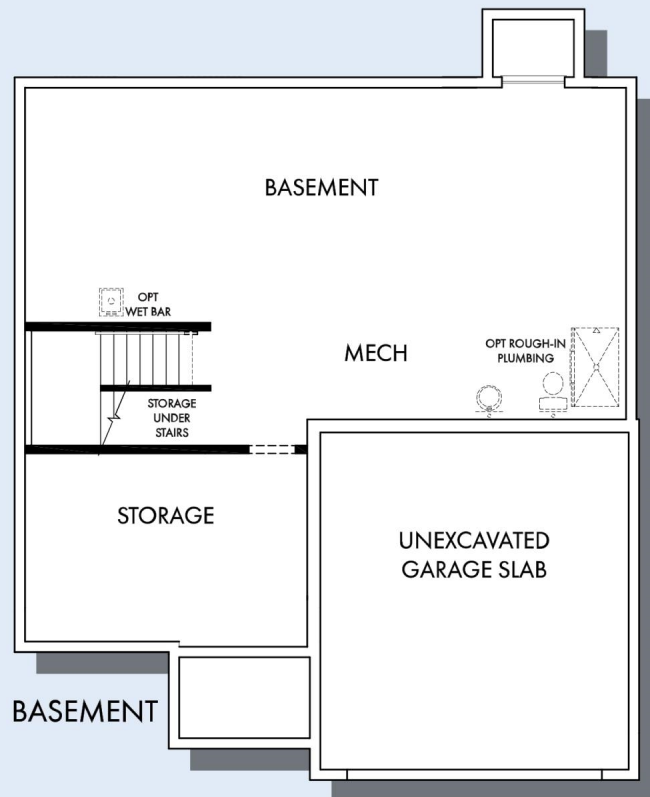 BASEMENT
OPT
WET BAR
MECH
OPT ROUGH-IN
PLUMBING
STORAGE
UNDER
STAIRS
STORAGE
UNEXCAVATED
GARAGE SLAB
BASEMENT